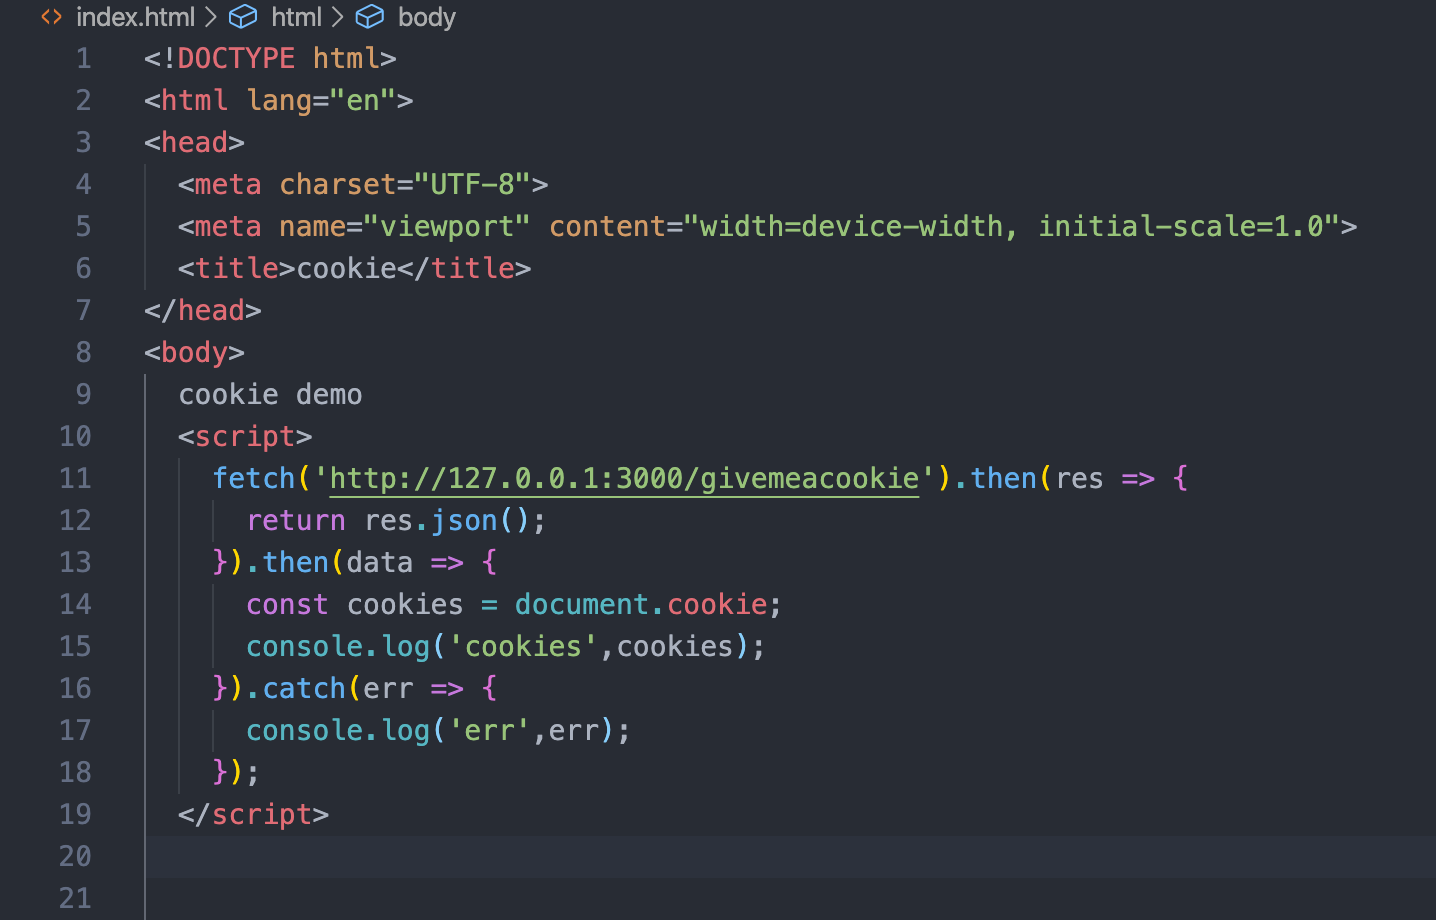 <> index.html > html > body
1 <!DOCTYPE html>
2 <html lang="en">
3 <head>
4   <meta charset="UTF-8">
5   <meta name="viewport" content="width=device-width, initial-scale=1.0">
6   <title>cookie</title>
7 </head>
8 <body>
9   cookie demo
10   <script>
11     fetch('http://127.0.0.1:3000/givemeacookie').then(res => {
12       return res.json();
13     }).then(data => {
14       const cookies = document.cookie;
15       console.log('cookies',cookies);
16     }).catch(err => {
17       console.log('err',err);
18     });
19   </script>
20
21